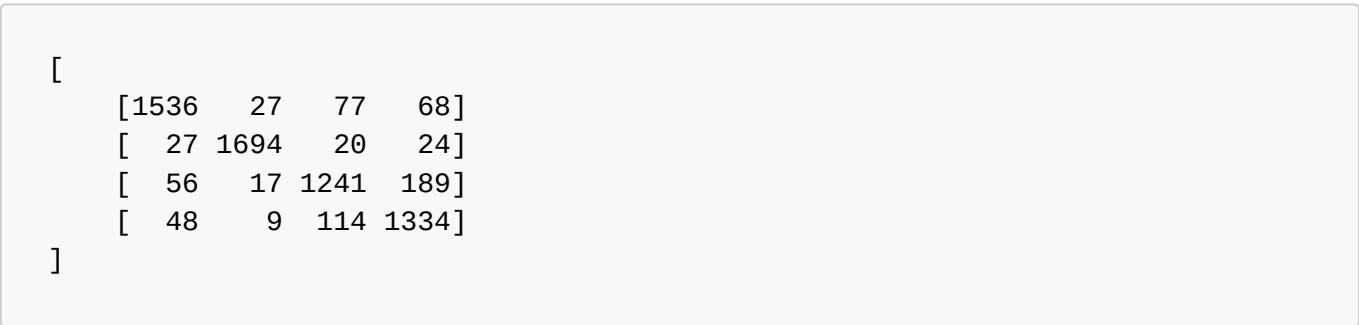 [
    [1536   27   77   68]
    [  27 1694   20   24]
    [  56   17 1241  189]
    [  48    9  114 1334]
]